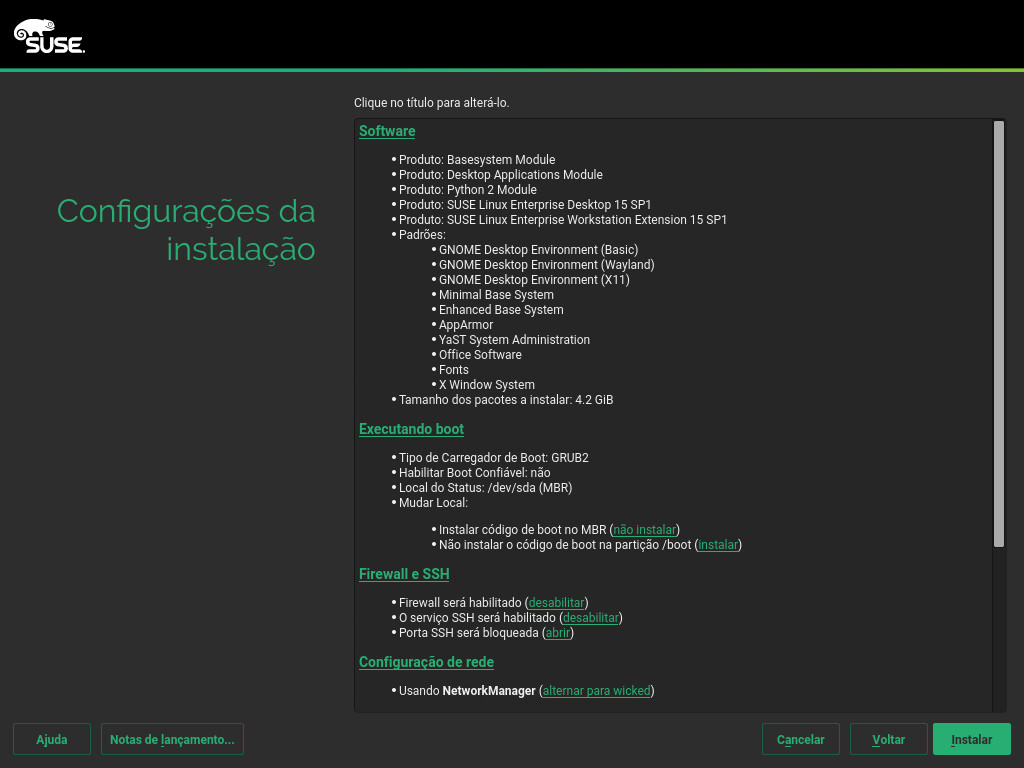 SUSE.
Clique no título para alterá-lo.
Configurações da
instalação
Software
• Produto: Basesystem Module
• Produto: Desktop Applications Module
• Produto: Python 2 Module
• Produto: SUSE Linux Enterprise Desktop 15 SP1
• Produto: SUSE Linux Enterprise Workstation Extension 15 SP1
• Padrões:
• GNOME Desktop Environment (Basic)
• GNOME Desktop Environment (Wayland)
• GNOME Desktop Environment (X11)
• Minimal Base System
• Enhanced Base System
• AppArmor
• YaST System Administration
• Office Software
• Fonts
• X Window System
• Tamanho dos pacotes a instalar: 4.2 GiB
Executando boot
• Tipo de Carregador de Boot: GRUB2
• Habilitar Boot Confiável: não
• Local do Status: /dev/sda (MBR)
• Mudar Local:
• Instalar código de boot no MBR (não instalar)
• Não instalar o código de boot na partição /boot (instalar)
Firewall e SSH
• Firewall será habilitado (desabilitar)
• O serviço SSH será habilitado (desabilitar)
• Porta SSH será bloqueada (abrir)
Configuração de rede
• Usando NetworkManager (alternar para wicked)
Ajuda
Notas de lançamento...
Cancelar
Voltar
Instalar